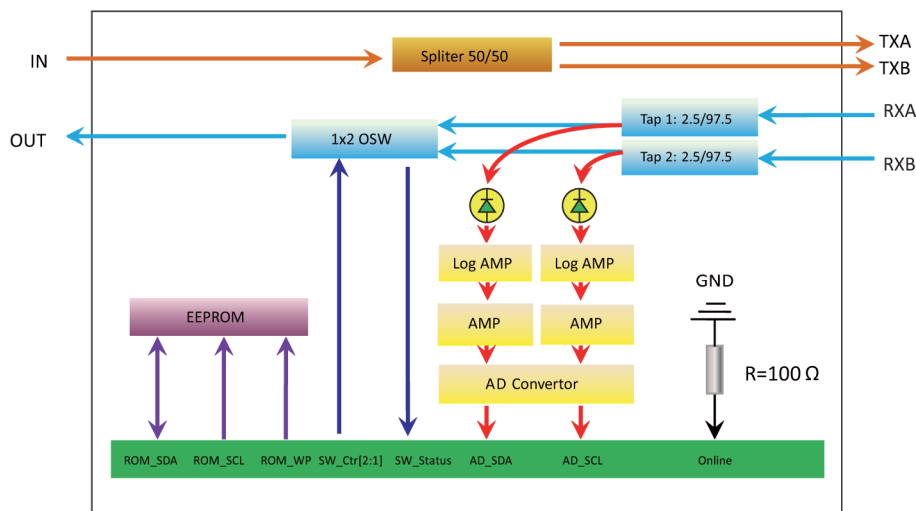 IN
Spliter 50/50
TXA
TXB
OUT
1x2 OSW
Tap 1: 2.5/97.5
RXA
Tap 2: 2.5/97.5
RXB
Log AMP
Log AMP
GND
EEPROM
AMP
AMP
R=100 Ω
AD Convertor
ROM_SDA ROM_SCL ROM_WP SW_Ctr[2:1] SW_Status AD_SDA AD_SCL Online